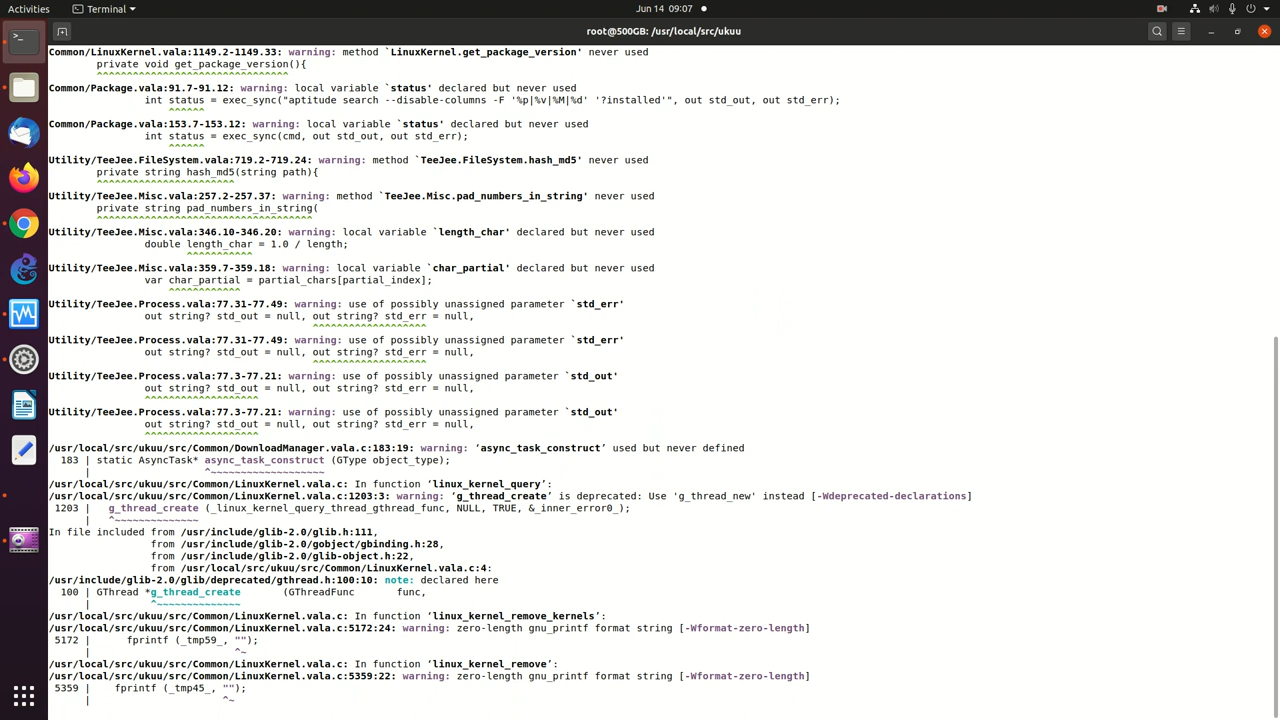 Activities Terminal Jun 14 09:07
root@500GB: /usr/local/src/ukuu
Common/LinuxKernel.vala:1149.2-1149.33: warning: method `LinuxKernel.get_package_version' never used
private void get_package_version(){
^^^^^^^^^^^^^^^^^^^^^^^^^^^^^^^^
Common/Package.vala:91.7-91.12: warning: local variable `status' declared but never used
int status = exec_sync("aptitude search --disable-columns -F '%p|%v|%M|%d' '?installed'", out std_out, out std_err);
^^^^^^
Common/Package.vala:153.7-153.12: warning: local variable `status' declared but never used
int status = exec_sync(cmd, out std_out, out std_err);
^^^^^^
Utility/TeeJee.FileSystem.vala:719.2-719.24: warning: method `TeeJee.FileSystem.hash_md5' never used
private string hash_md5(string path){
^^^^^^^^^^^^^^^^^^^^^^^
Utility/TeeJee.Misc.vala:257.2-257.37: warning: method `TeeJee.Misc.pad_numbers_in_string' never used
private string pad_numbers_in_string(
^^^^^^^^^^^^^^^^^^^^^^^^^^^^^^^^^^^^
Utility/TeeJee.Misc.vala:346.10-346.20: warning: local variable `length_char' declared but never used
double length_char = 1.0 / length;
^^^^^^^^^^^
Utility/TeeJee.Misc.vala:359.7-359.18: warning: local variable `char_partial' declared but never used
var char_partial = partial_chars[partial_index];
^^^^^^^^^^^^
Utility/TeeJee.Process.vala:77.31-77.49: warning: use of possibly unassigned parameter `std_err'
out string? std_out = null, out string? std_err = null,
^^^^^^^^^^^^^^^^^^^
Utility/TeeJee.Process.vala:77.31-77.49: warning: use of possibly unassigned parameter `std_err'
out string? std_out = null, out string? std_err = null,
^^^^^^^^^^^^^^^^^^^
Utility/TeeJee.Process.vala:77.3-77.21: warning: use of possibly unassigned parameter `std_out'
out string? std_out = null, out string? std_err = null,
^^^^^^^^^^^^^^^^^^^
Utility/TeeJee.Process.vala:77.3-77.21: warning: use of possibly unassigned parameter `std_out'
out string? std_out = null, out string? std_err = null,
^^^^^^^^^^^^^^^^^^^
/usr/local/src/ukuu/src/Common/DownloadManager.vala.c:183:19: warning: ‘async_task_construct’ used but never defined
183 | static AsyncTask* async_task_construct (GType object_type);
| ^~~~~~~~~~~~~~~~~~~~
/usr/local/src/ukuu/src/Common/LinuxKernel.vala.c: In function ‘linux_kernel_query’:
/usr/local/src/ukuu/src/Common/LinuxKernel.vala.c:1203:3: warning: ‘g_thread_create’ is deprecated: Use 'g_thread_new' instead [-Wdeprecated-declarations]
1203 | g_thread_create (_linux_kernel_query_thread_gthread_func, NULL, TRUE, &_inner_error0_);
| ^~~~~~~~~~~~~~~
In file included from /usr/include/glib-2.0/glib.h:111,
from /usr/include/glib-2.0/gobject/gbinding.h:28,
from /usr/include/glib-2.0/glib-object.h:22,
from /usr/local/src/ukuu/src/Common/LinuxKernel.vala.c:4:
/usr/include/glib-2.0/glib/deprecated/gthread.h:100:10: note: declared here
100 | GThread *g_thread_create (GThreadFunc func,
| ^~~~~~~~~~~~~~~
/usr/local/src/ukuu/src/Common/LinuxKernel.vala.c: In function ‘linux_kernel_remove_kernels’:
/usr/local/src/ukuu/src/Common/LinuxKernel.vala.c:5172:24: warning: zero-length gnu_printf format string [-Wformat-zero-length]
5172 | fprintf (_tmp59_, "");
| ^~
/usr/local/src/ukuu/src/Common/LinuxKernel.vala.c: In function ‘linux_kernel_remove’:
/usr/local/src/ukuu/src/Common/LinuxKernel.vala.c:5359:22: warning: zero-length gnu_printf format string [-Wformat-zero-length]
5359 | fprintf (_tmp45_, "");
| ^~